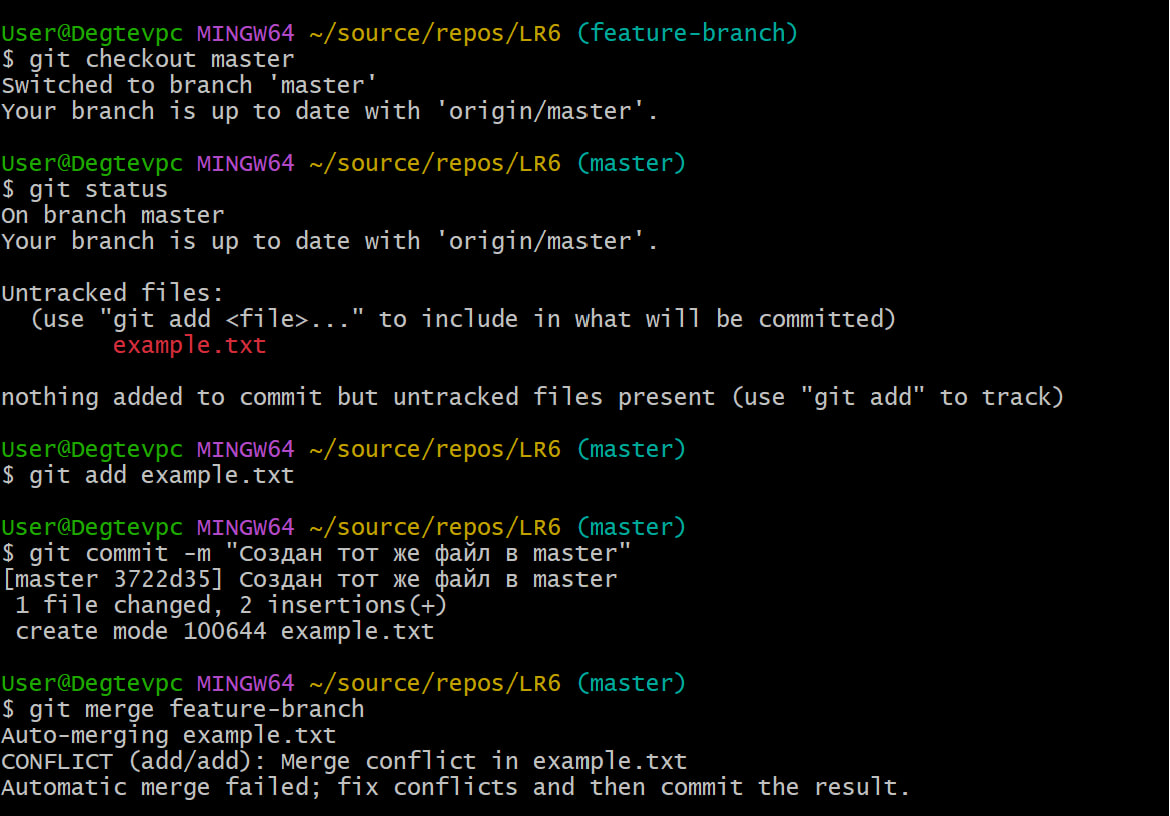 User@Degtevpc MINGW64 ~/source/repos/LR6 (feature-branch)
$ git checkout master
Switched to branch 'master'
Your branch is up to date with 'origin/master'.
User@Degtevpc MINGW64 ~/source/repos/LR6 (master)
$ git status
On branch master
Your branch is up to date with 'origin/master'.
Untracked files:
  (use "git add <file>..." to include in what will be committed)
        example.txt
nothing added to commit but untracked files present (use "git add" to track)
User@Degtevpc MINGW64 ~/source/repos/LR6 (master)
$ git add example.txt
User@Degtevpc MINGW64 ~/source/repos/LR6 (master)
$ git commit -m "Создан тот же файл в master"
[master 3722d35] Создан тот же файл в master
 1 file changed, 2 insertions(+)
 create mode 100644 example.txt
User@Degtevpc MINGW64 ~/source/repos/LR6 (master)
$ git merge feature-branch
Auto-merging example.txt
CONFLICT (add/add): Merge conflict in example.txt
Automatic merge failed; fix conflicts and then commit the result.